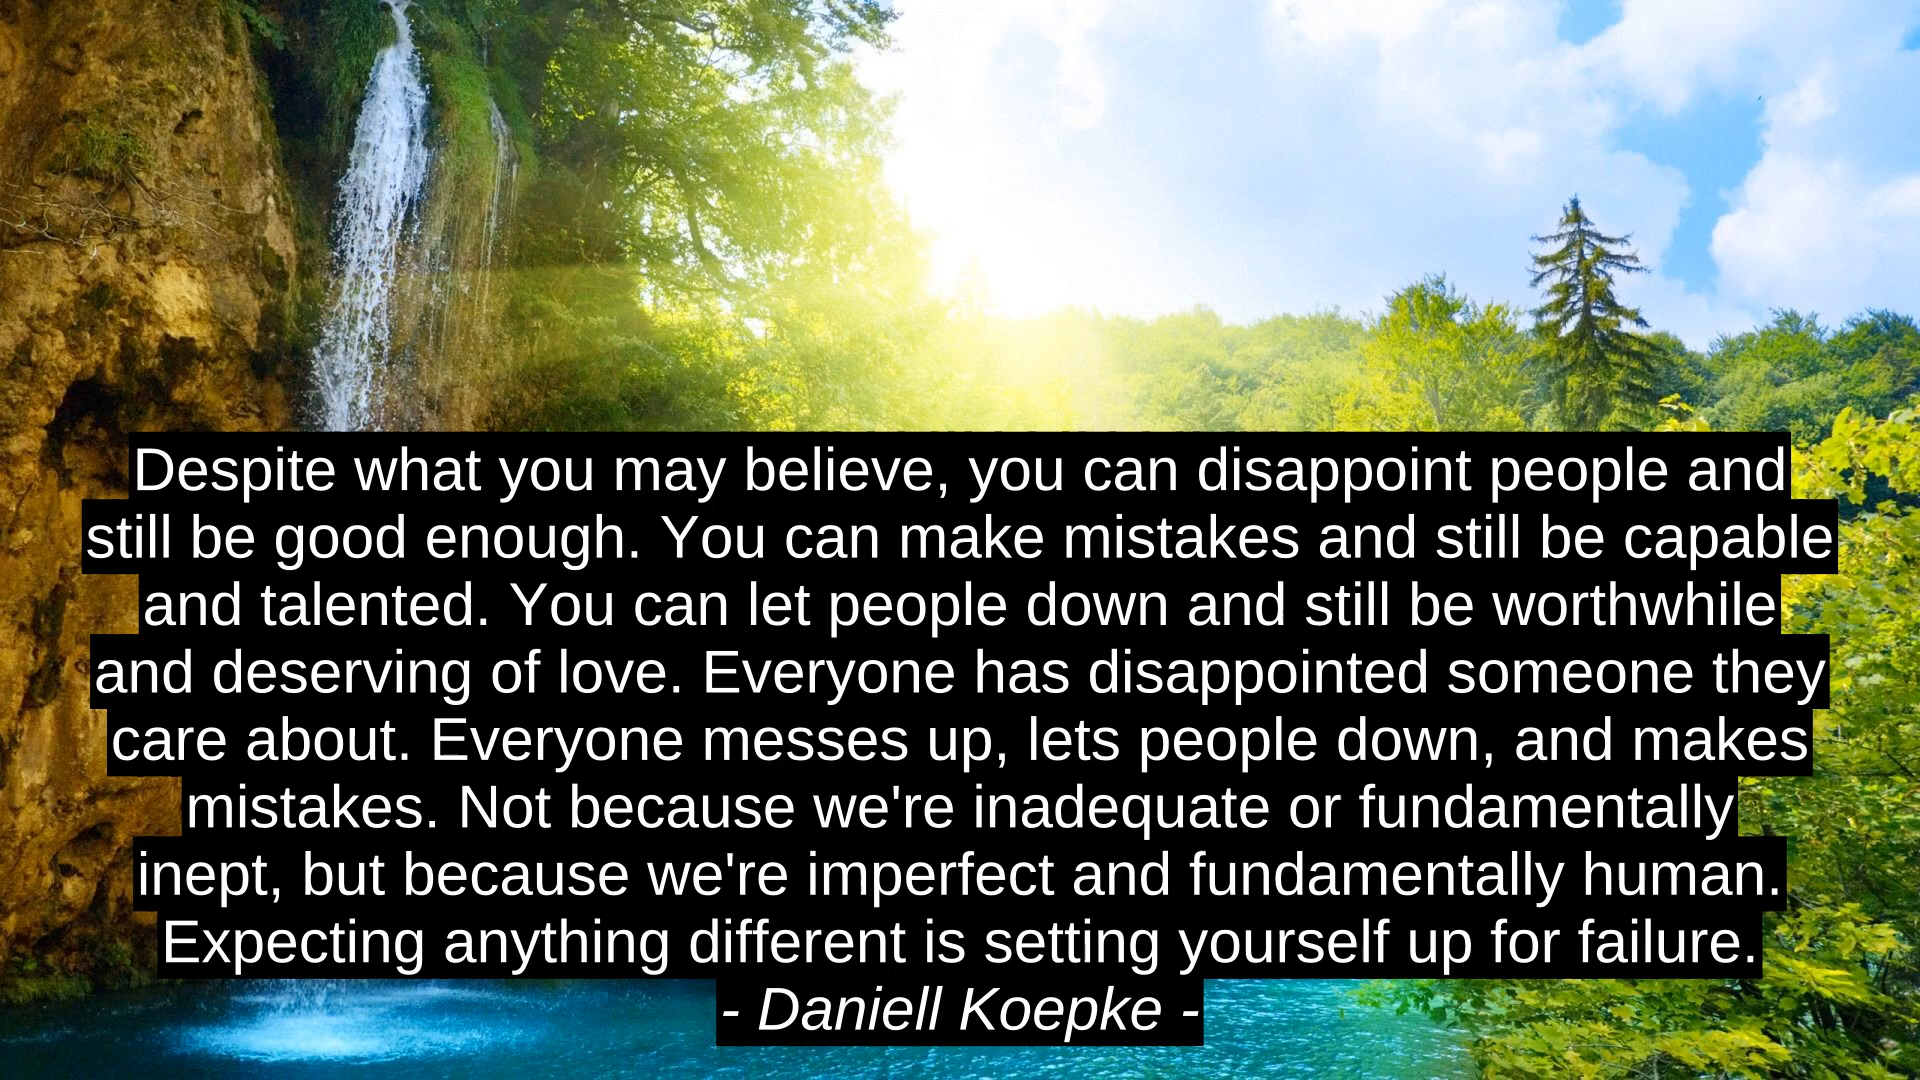 Despite what you may believe, you can disappoint people and
still be good enough. You can make mistakes and still be capable
and talented. You can let people down and still be worthwhile
and deserving of love. Everyone has disappointed someone they
care about. Everyone messes up, lets people down, and makes
mistakes. Not because we're inadequate or fundamentally
inept, but because we're imperfect and fundamentally human.
Expecting anything different is setting yourself up for failure.
- Daniell Koepke -